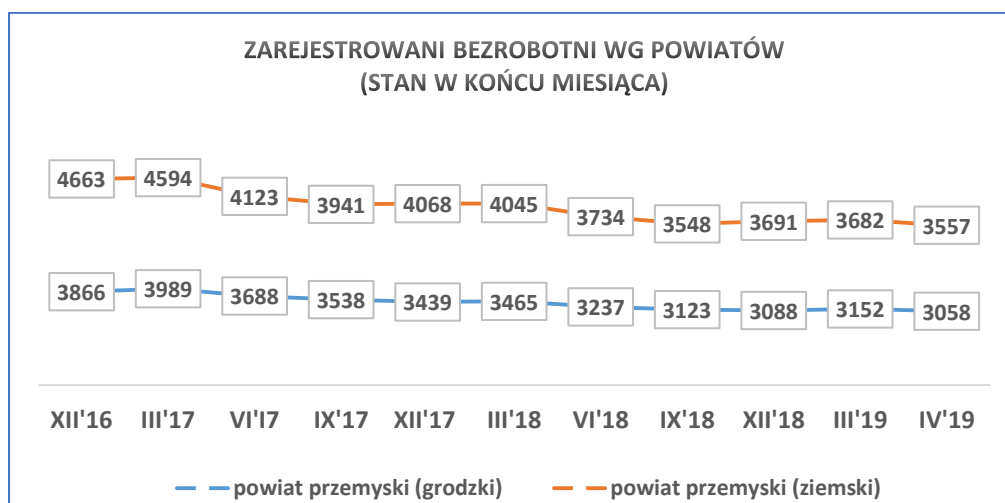 ZAREJESTROWANI BEZROBOTNI WG POWIATÓW
(STAN W KOŃCU MIESIĄCA)
4663 4594 4123 3941 4068 4045 3734 3548 3691 3682 3557
3866 3989 3688 3538 3439 3465 3237 3123 3088 3152 3058
XII'16 III'17 VI'I7 IX'17 XII'17 III'18 VI'18 IX'18 XII'18 III'19 IV'19
powiat przemyski (grodzki) powiat przemyski (ziemski)